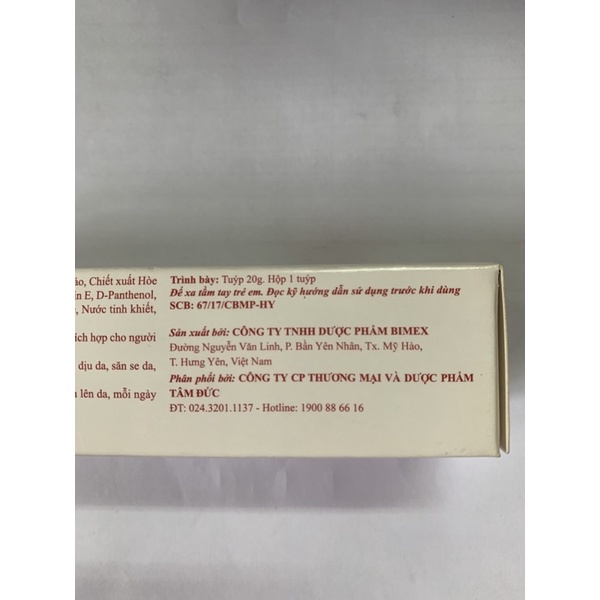 ảo, Chiết xuất Hòe
in E, D-Panthenol,
, Nước tinh khiết,
ích hợp cho người
dịu da, săn se da,
lên da, mỗi ngày
Trình bày: Tuýp 20g. Hộp 1 tuýp
Để xa tầm tay trẻ em. Đọc kỹ hướng dẫn sử dụng trước khi dùng
SCB: 67/17/CBMP-HY
Sản xuất bởi: CÔNG TY TNHH DƯỢC PHẨM BIMEX
Đường Nguyễn Văn Linh, P. Bần Yên Nhân, Tx. Mỹ Hào,
T. Hưng Yên, Việt Nam
Phân phối bởi: CÔNG TY CP THƯƠNG MẠI VÀ DƯỢC PHẨM
TÂM ĐỨC
ĐT: 024.3201.1137 - Hotline: 1900 88 66 16